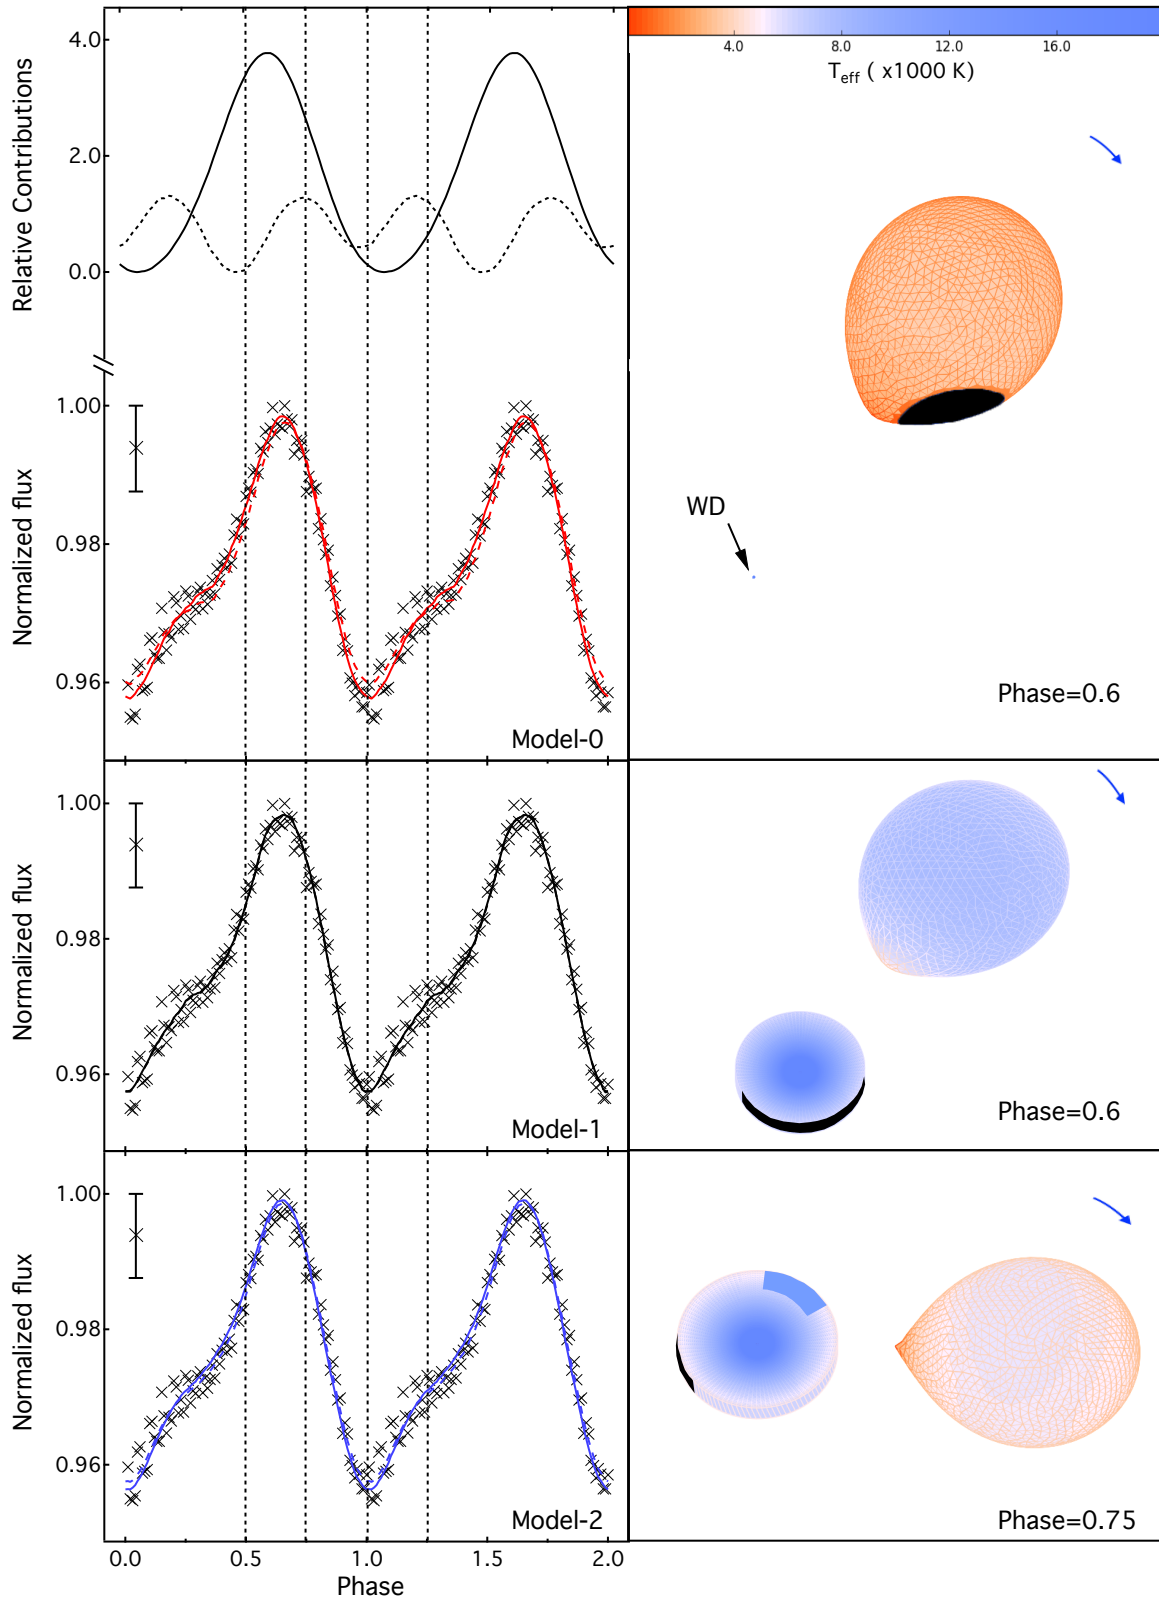 4.0
2.0
0.0
Relative Contributions
1.00
0.98
0.96
Normalized flux
Model-0
4.0 8.0 12.0 16.0
Teff ( x1000 K)
WD
Phase=0.6
1.00
0.98
0.96
Normalized flux
Model-1
Phase=0.6
1.00
0.98
0.96
Normalized flux
Model-2
Phase=0.75
0.0 0.5 1.0 1.5 2.0
Phase